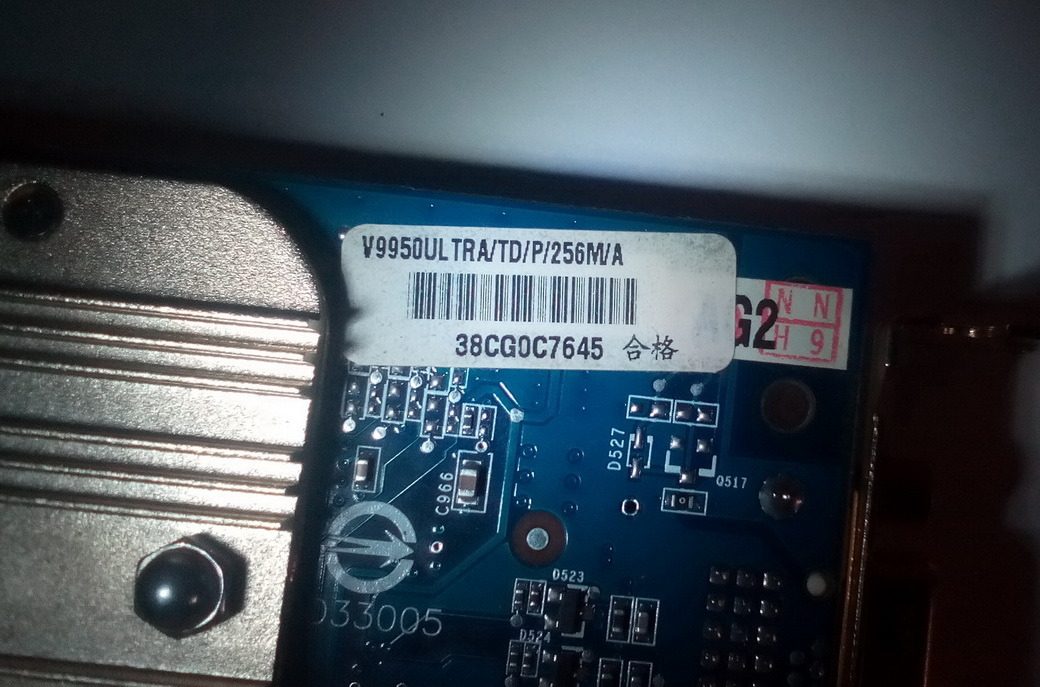 V9950ULTRA/TD/P/256M/A
38CG0C7645 合格
G2
N N
H 9
D527
Q517
C966
D523
033005
D524